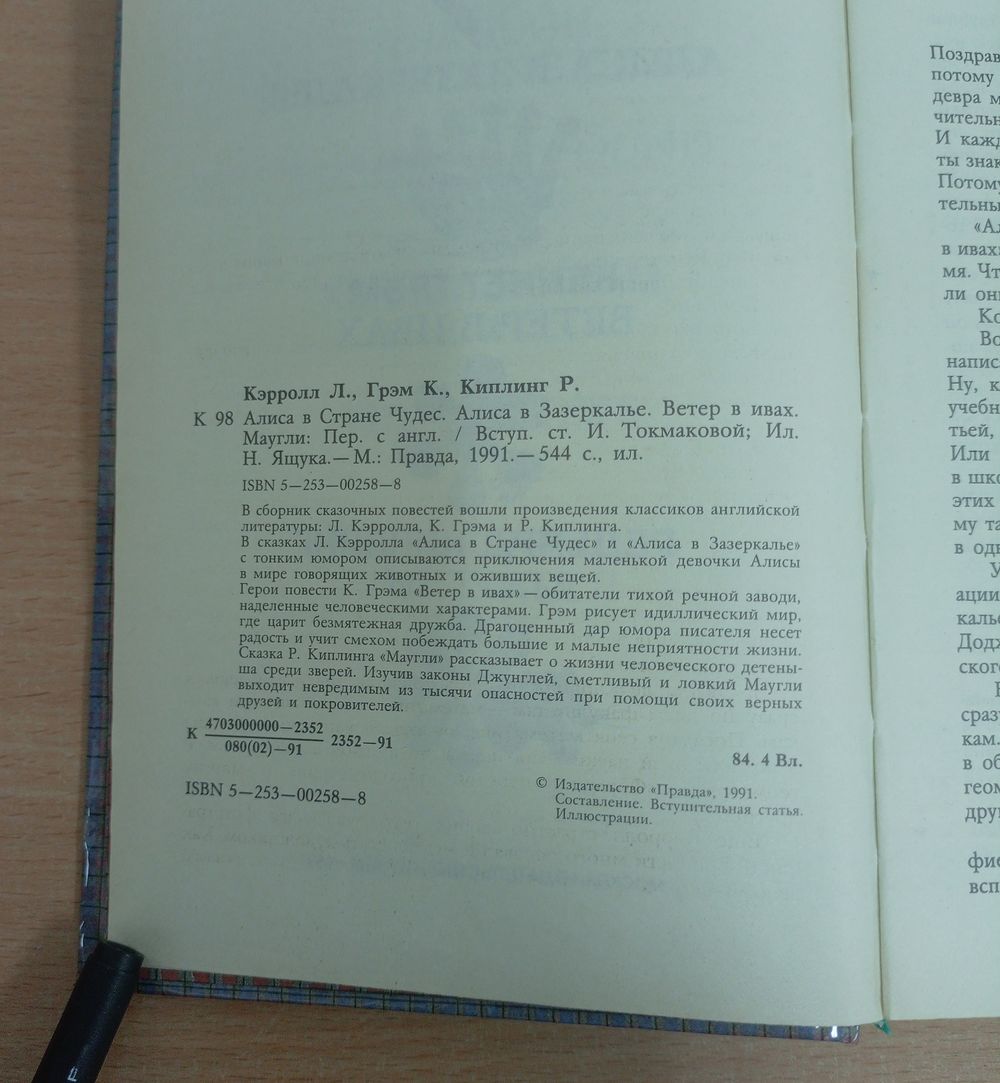 Кэрролл Л., Грэм К., Киплинг Р.
К 98 Алиса в Стране Чудес. Алиса в Зазеркалье. Ветер в ивах.
Маугли: Пер. с англ. / Вступ. ст. И. Токмаковой; Ил.
Н. Ящука.— М.: Правда, 1991.— 544 с., ил.
ISBN 5—253—00258—8
В сборник сказочных повестей вошли произведения классиков английской
литературы: Л. Кэрролла, К. Грэма и Р. Киплинга.
В сказках Л. Кэрролла «Алиса в Стране Чудес» и «Алиса в Зазеркалье»
с тонким юмором описываются приключения маленькой девочки Алисы
в мире говорящих животных и оживших вещей.
Герои повести К. Грэма «Ветер в ивах» — обитатели тихой речной заводи,
наделенные человеческими характерами. Грэм рисует идиллический мир,
где царит безмятежная дружба. Драгоценный дар юмора писателя несет
радость и учит смехом побеждать большие и малые неприятности жизни.
Сказка Р. Киплинга «Маугли» рассказывает о жизни человеческого детены-
ша среди зверей. Изучив законы Джунглей, сметливый и ловкий Маугли
выходит невредимым из тысячи опасностей при помощи своих верных
друзей и покровителей.
К 4703000000—2352
080(02)—91
2352—91
84. 4 Вл.
ISBN 5—253—00258—8
© Издательство «Правда», 1991.
Составление. Вступительная статья.
Иллюстрации.
Поздрав
потому
девра м
чительн
И кажд
ты знак
Потому
тельны
«Ал
в ивах
мя. Чт
ли они
Ко
Во
напис
Ну, к
учебн
тьей,
Или
в шко
этих
му та
в одн
У
ации
калье
Додж
ског
сраз
кам.
в об
геом
друг
фие
всп